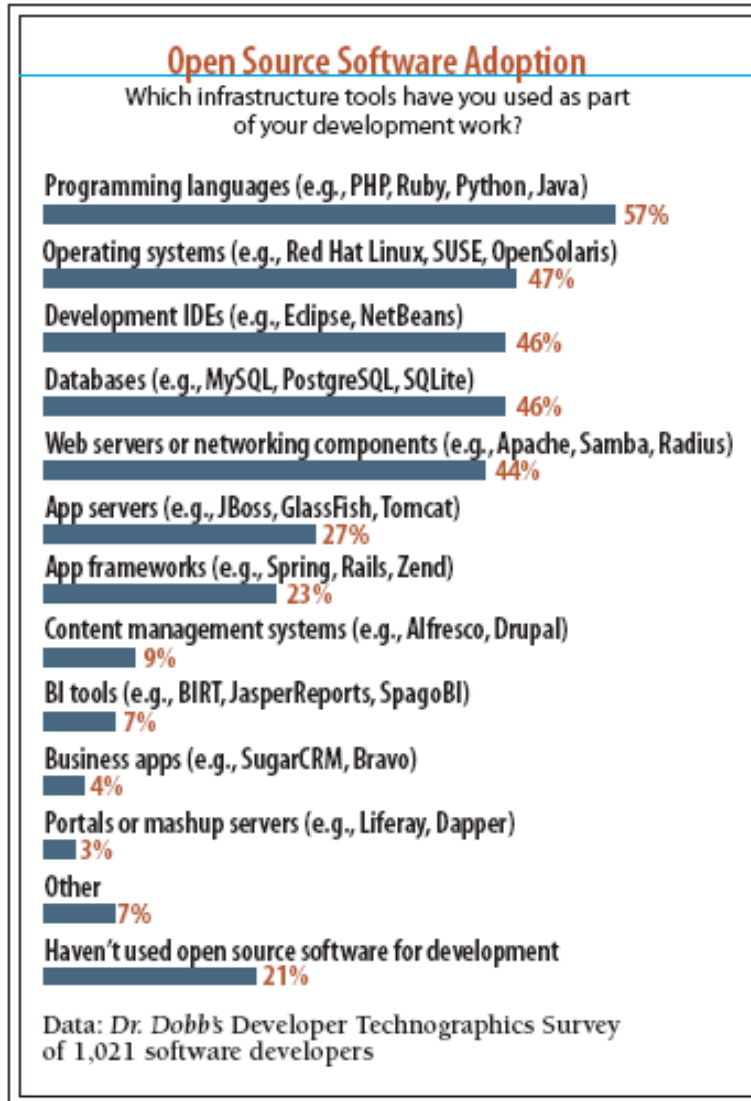 Open Source Software Adoption
Which infrastructure tools have you used as part
of your development work?
Programming languages (e.g., PHP, Ruby, Python, Java)
57%
Operating systems (e.g., Red Hat Linux, SUSE, OpenSolaris)
47%
Development IDEs (e.g., Eclipse, NetBeans)
46%
Databases (e.g., MySQL, PostgreSQL, SQLite)
46%
Web servers or networking components (e.g., Apache, Samba, Radius)
44%
App servers (e.g., JBoss, GlassFish, Tomcat)
27%
App frameworks (e.g., Spring, Rails, Zend)
23%
Content management systems (e.g., Alfresco, Drupal)
9%
BI tools (e.g., BIRT, JasperReports, SpagoBI)
7%
Business apps (e.g., SugarCRM, Bravo)
4%
Portals or mashup servers (e.g., Liferay, Dapper)
3%
Other
7%
Haven't used open source software for development
21%
Data: Dr. Dobb's Developer Technographics Survey
of 1,021 software developers